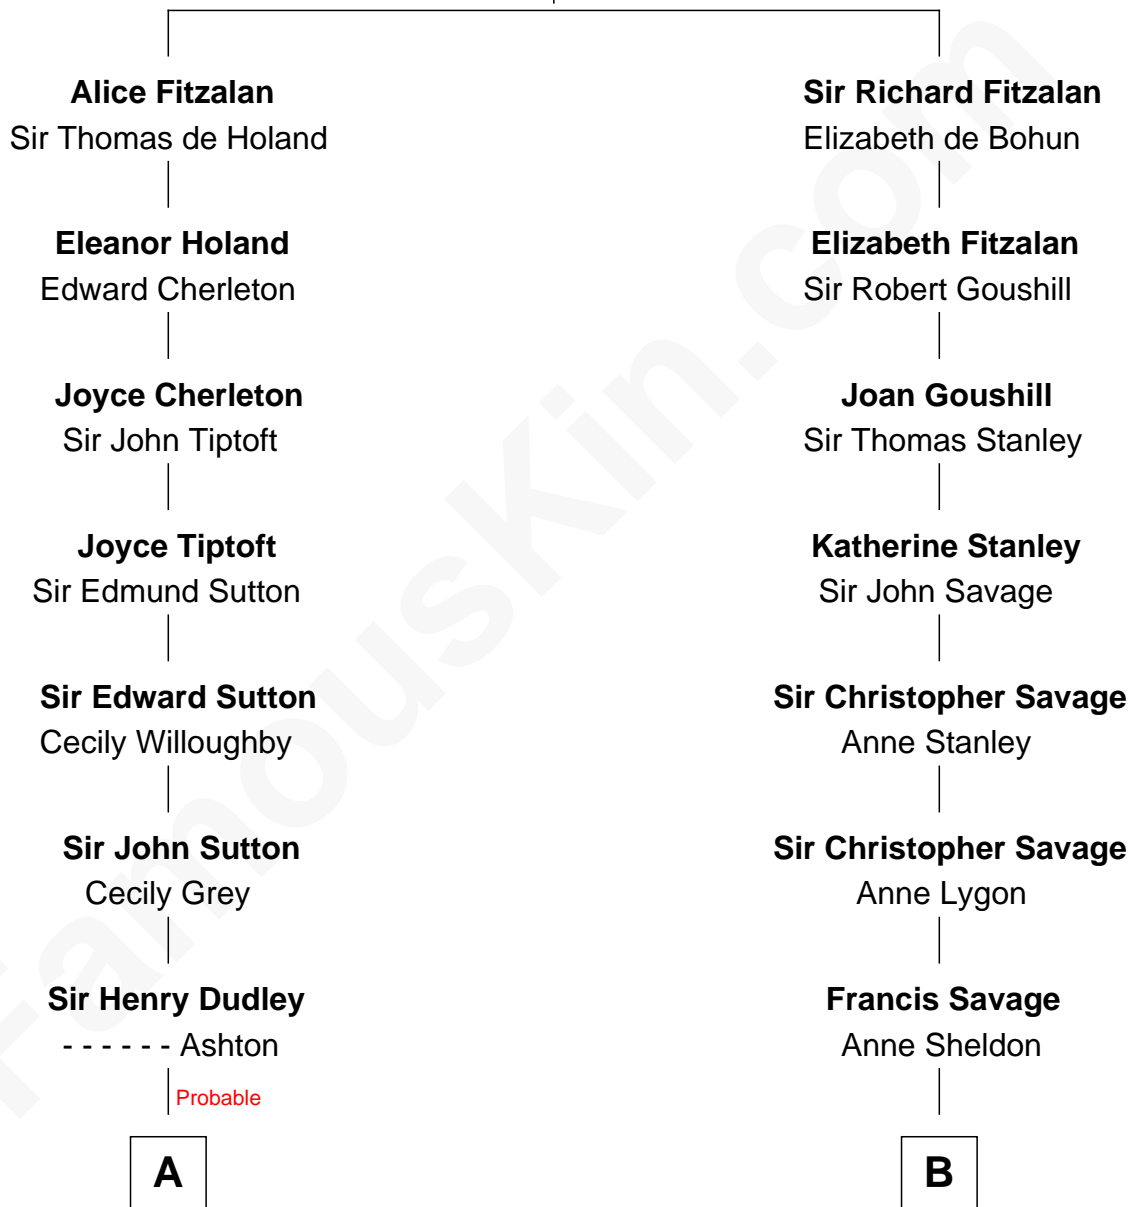 Alice Fitzalan
Sir Thomas de Holand
Sir Richard Fitzalan
Elizabeth de Bohun
Eleanor Holand
Edward Cherleton
Elizabeth Fitzalan
Sir Robert Goushill
Joyce Cherleton
Sir John Tiptoft
Joan Goushill
Sir Thomas Stanley
Joyce Tiptoft
Sir Edmund Sutton
Katherine Stanley
Sir John Savage
Sir Edward Sutton
Cecily Willoughby
Sir Christopher Savage
Anne Stanley
Sir John Sutton
Cecily Grey
Sir Christopher Savage
Anne Lygon
Sir Henry Dudley
- - - - - - Ashton
Francis Savage
Anne Sheldon
Probable
A
B
FamousKin.com